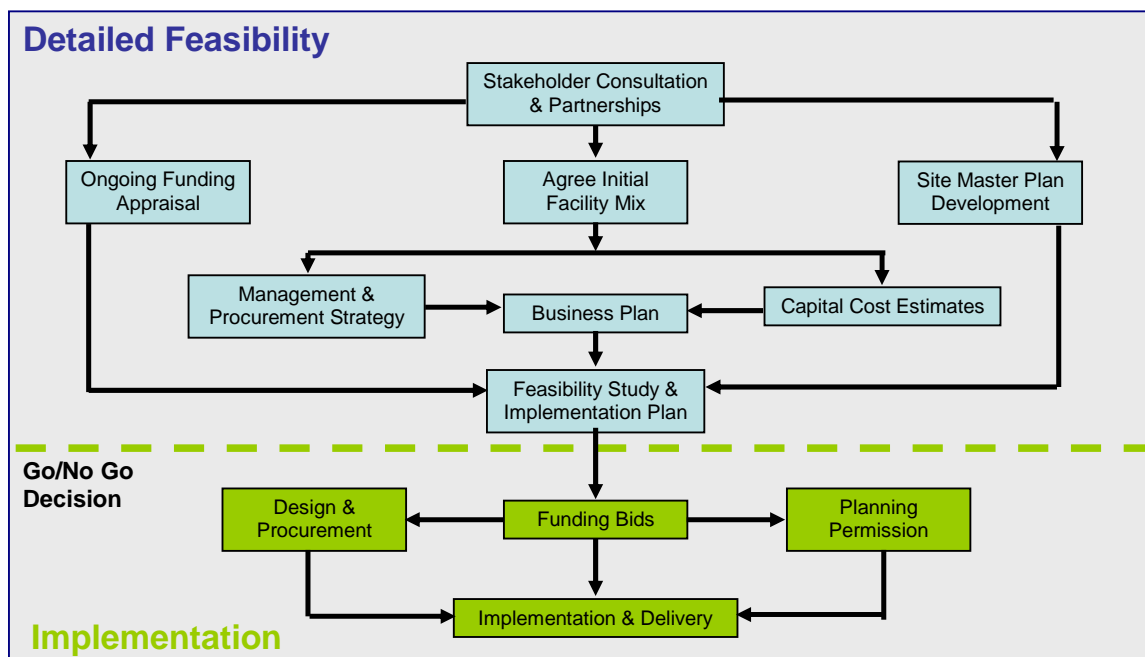 Detailed Feasibility
Stakeholder Consultation
& Partnerships
Ongoing Funding
Appraisal
Agree Initial
Facility Mix
Site Master Plan
Development
Management &
Procurement Strategy
Business Plan
Capital Cost Estimates
Feasibility Study &
Implementation Plan
Go/No Go
Decision
Design &
Procurement
Funding Bids
Planning
Permission
Implementation & Delivery
Implementation